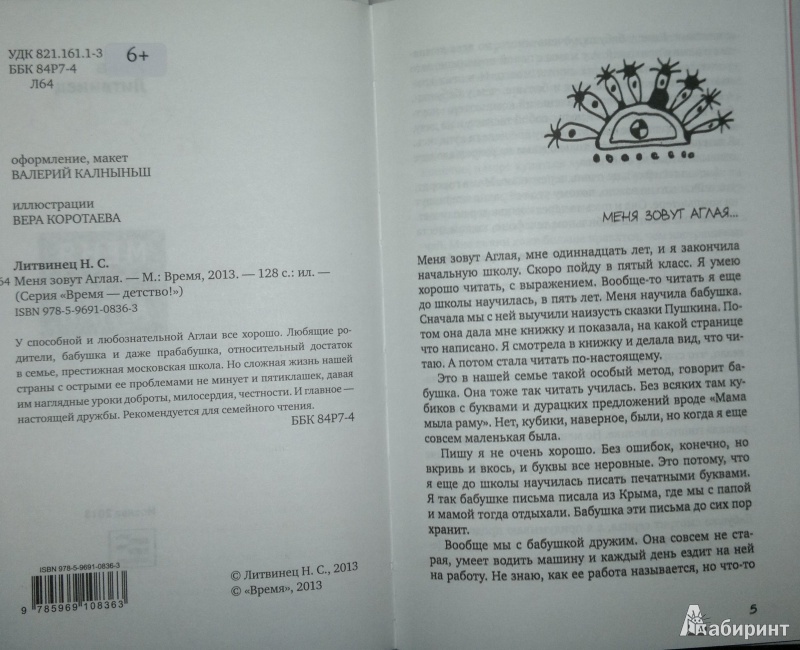 УДК 821.161.1-3
6+
ББК 84Р7-4
Л64
оформление, макет
ВАЛЕРИЙ КАЛНЫНЬШ
иллюстрации
ВЕРА КОРОТАЕВА
Литвинец Н. С.
64 Меня зовут Аглая. — М.: Время, 2013. — 128 с.: ил. —
(Серия «Время — детство!»)
ISBN 978-5-9691-0836-3
У способной и любознательной Аглаи все хорошо. Любящие ро-
дители, бабушка и даже прабабушка, относительный достаток
в семье, престижная московская школа. Но сложная жизнь нашей
страны с острыми ее проблемами не минует и пятиклашек, давая
им наглядные уроки доброты, милосердия, честности. И главное —
настоящей дружбы. Рекомендуется для семейного чтения.
ББК 84Р7-4
ISBN 978-5-9691-0836-3
9 785969 108363
© Литвинец Н. С., 2013
© «Время», 2013
МЕНЯ ЗОВУТ АГЛАЯ...
Меня зовут Аглая, мне одиннадцать лет, и я закончила
начальную школу. Скоро пойду в пятый класс. Я умею
хорошо читать, с выражением. Вообще-то читать я еще
до школы научилась, в пять лет. Меня научила бабушка.
Сначала мы с ней выучили наизусть сказки Пушкина. По-
том она дала мне книжку и показала, на какой странице
что написано. Я смотрела в книжку и делала вид, что чи-
таю. А потом стала читать по-настоящему.
Это в нашей семье такой особый метод, говорит ба-
бушка. Она тоже так читать училась. Без всяких там ку-
биков с буквами и дурацких предложений вроде «Мама
мыла раму». Нет, кубики, наверное, были, но когда я еще
совсем маленькая была.
Пишу я не очень хорошо. Без ошибок, конечно, но
вкривь и вкось, и буквы все неровные. Это потому, что
я еще до школы научилась писать печатными буквами.
Я так бабушке письма писала из Крыма, где мы с папой
и мамой тогда отдыхали. Бабушка эти письма до сих пор
хранит.
Вообще мы с бабушкой дружим. Она совсем не ста-
рая, умеет водить машину и каждый день ездит на ней
на работу. Не знаю, как ее работа называется, но что-то
5
Лабиринт